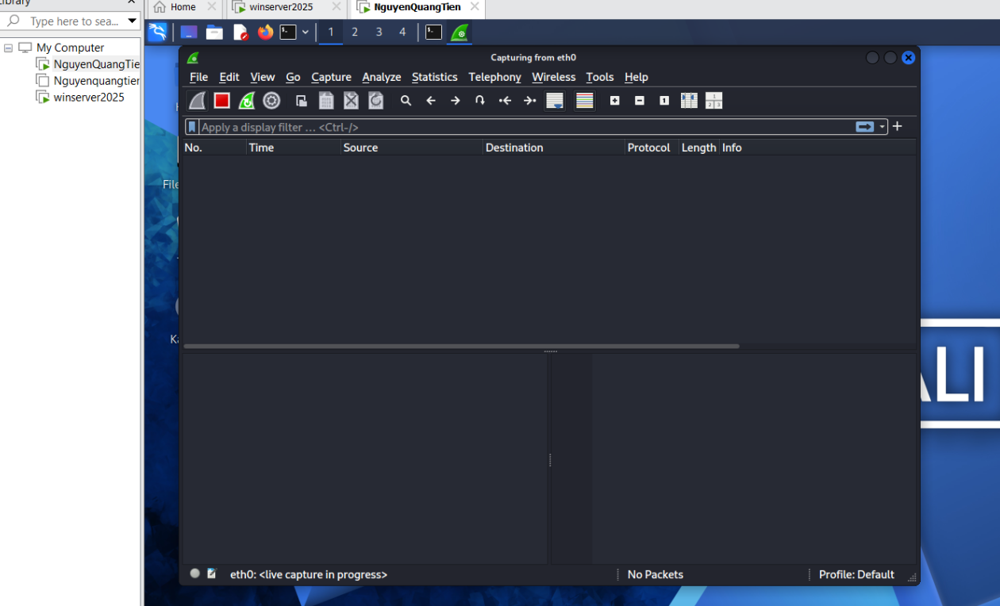 Library
Type here to sea...
My Computer
NguyenQuangTie
Nguyenquangtier
winserver2025
Home
winserver2025
NguyenQuangTien
1 2 3 4
Capturing from eth0
File Edit View Go Capture Analyze Statistics Telephony Wireless Tools Help
Apply a display filter ... <Ctrl-/>
No. Time Source Destination Protocol Length Info
File
Ka
ALI
eth0: <live capture in progress>
No Packets
Profile: Default